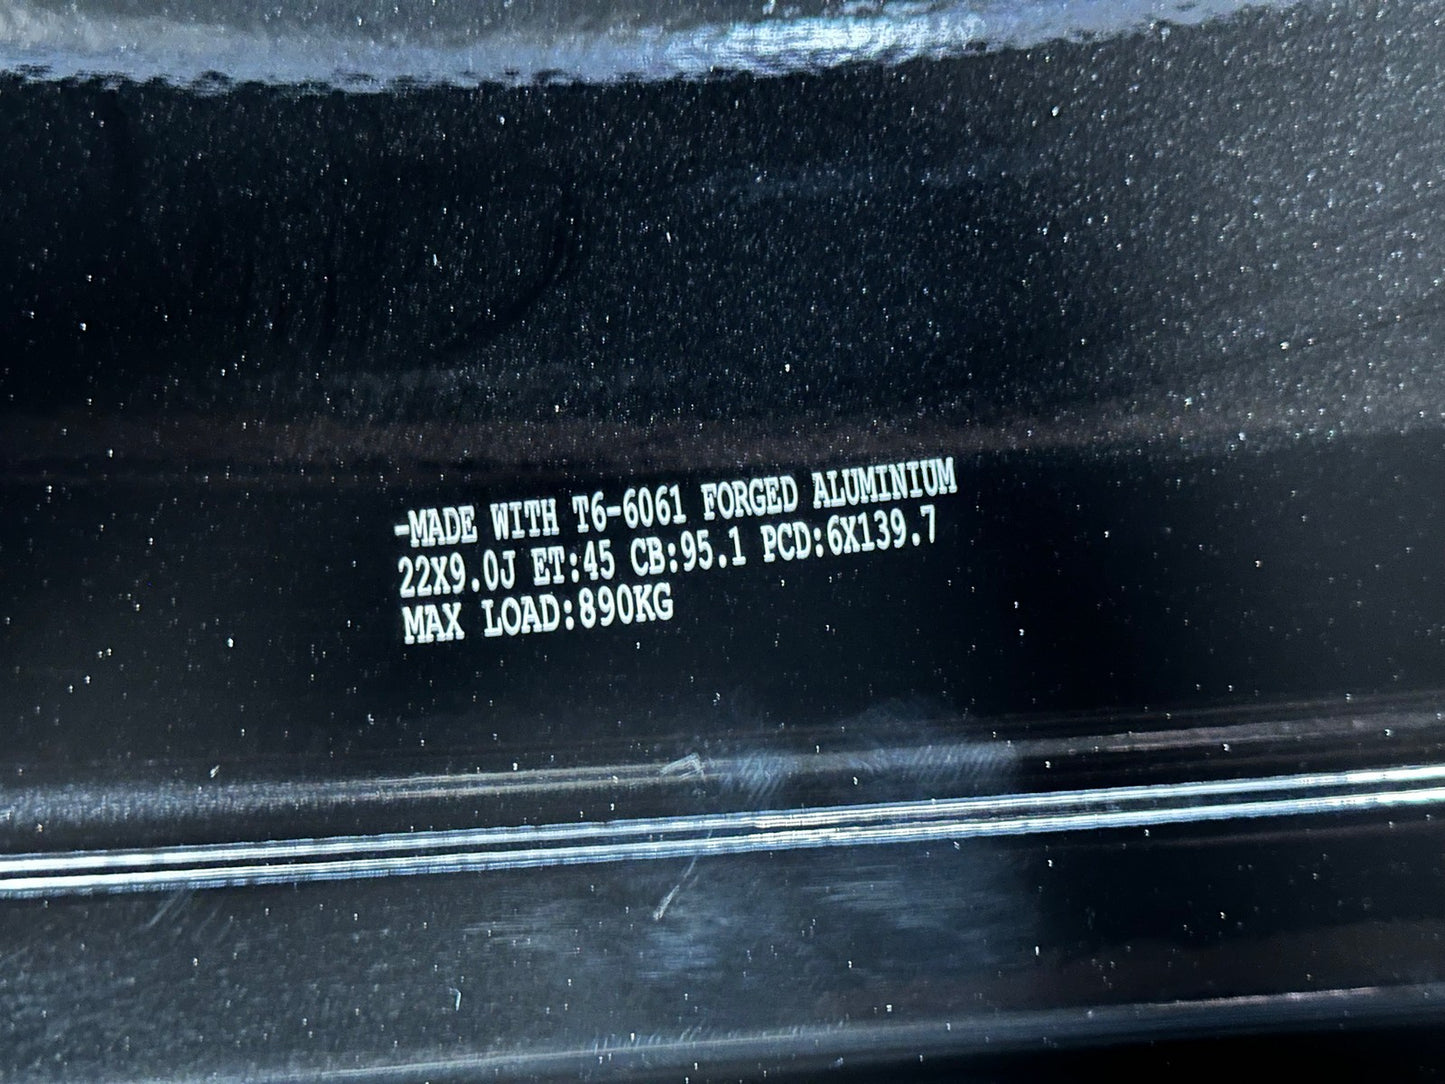 -MADE WITH T6-6061 FORGED ALUMINIUM
22X9.0J ET:45 CB:95.1 PCD:6X139.7
MAX LOAD:890KG